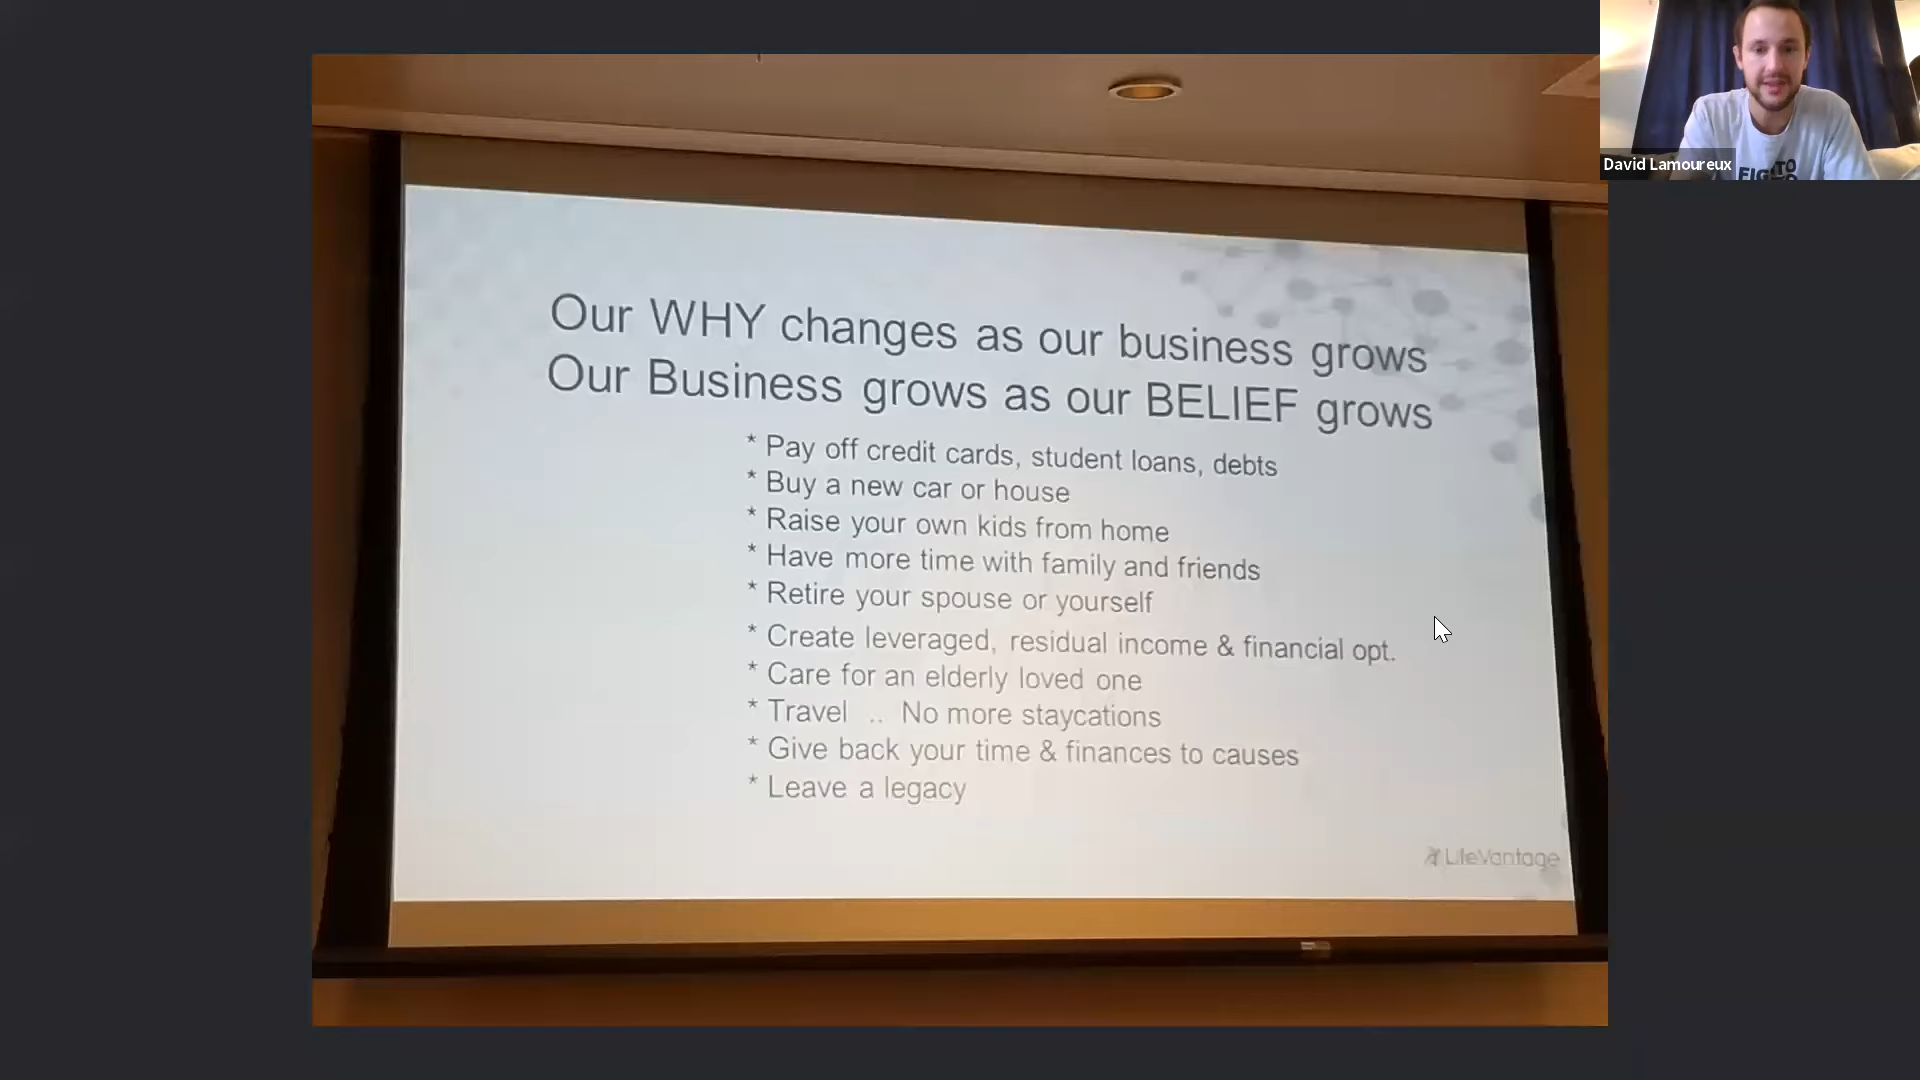 Our WHY changes as our business grows
Our Business grows as our BELIEF grows
* Pay off credit cards, student loans, debts
* Buy a new car or house
* Raise your own kids from home
* Have more time with family and friends
* Retire your spouse or yourself
* Create leveraged, residual income & financial opt.
* Care for an elderly loved one
* Travel .. No more staycations
* Give back your time & finances to causes
* Leave a legacy
LifeVantage
David Lamoureux
TO